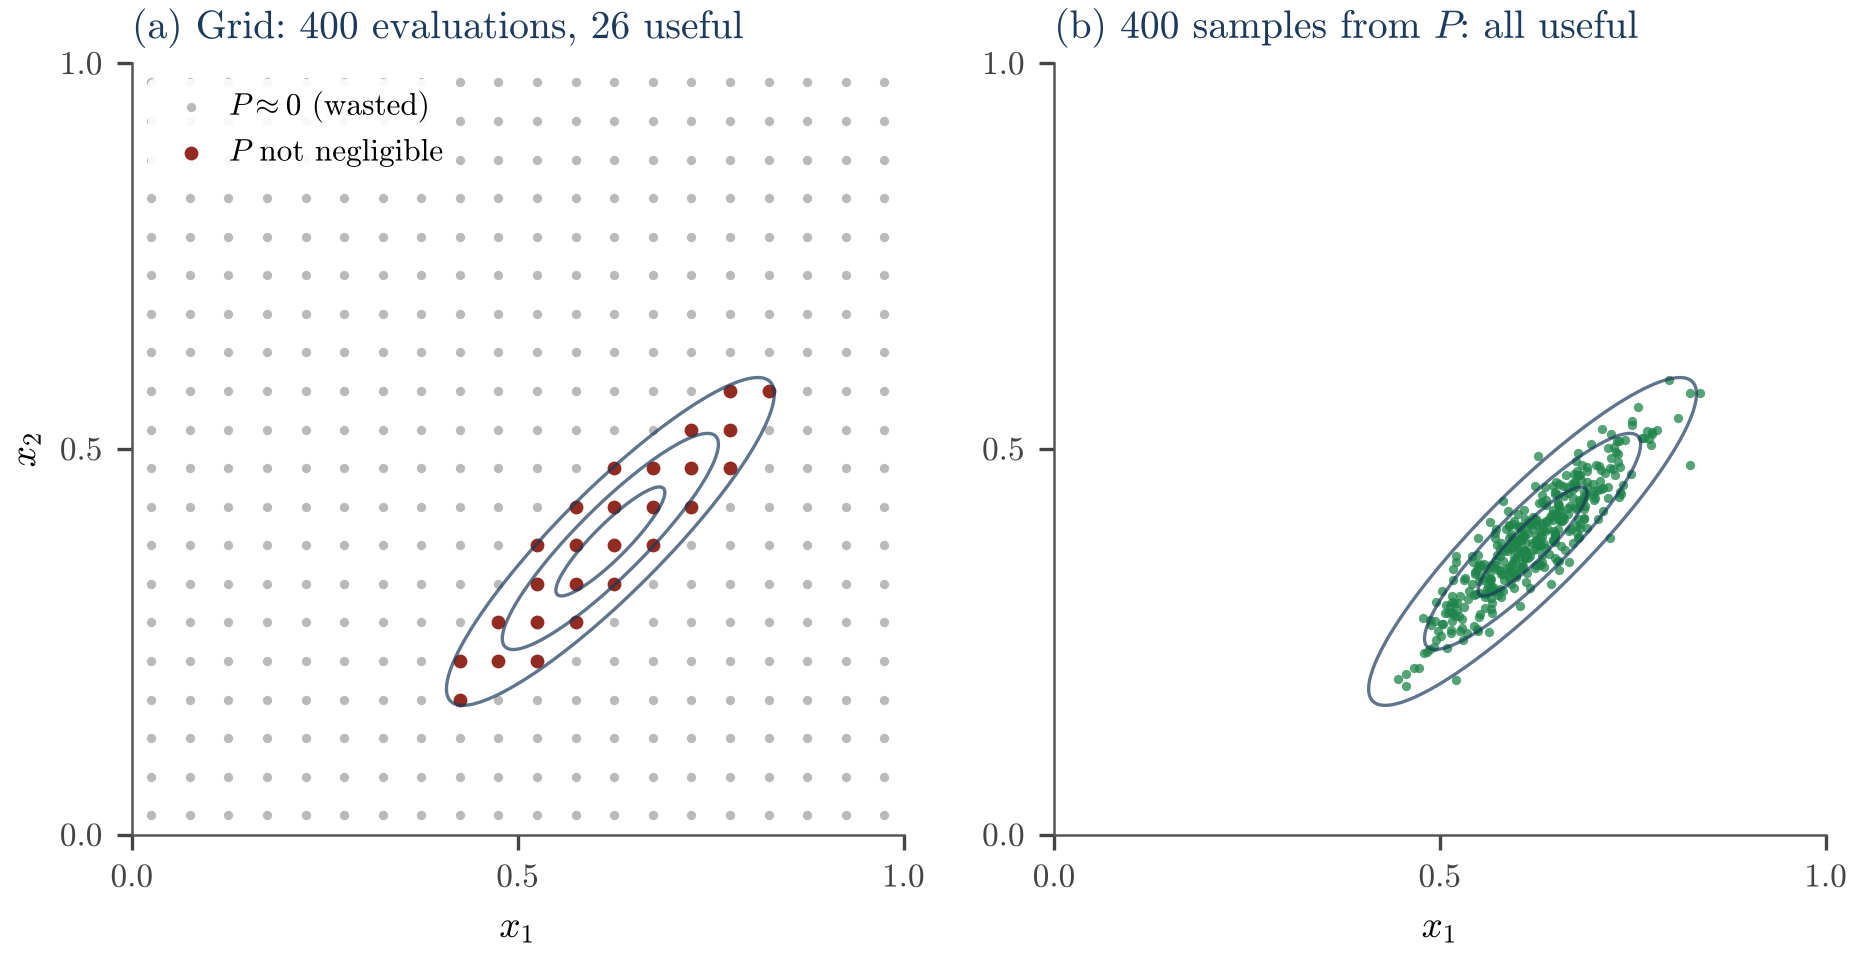 (a) Grid: 400 evaluations, 26 useful
1.0
P ≈ 0 (wasted)
P not negligible
x₂
0.5
0.0
0.0 0.5 1.0
x₁
(b) 400 samples from P: all useful
1.0
0.5
0.0
0.0 0.5 1.0
x₁